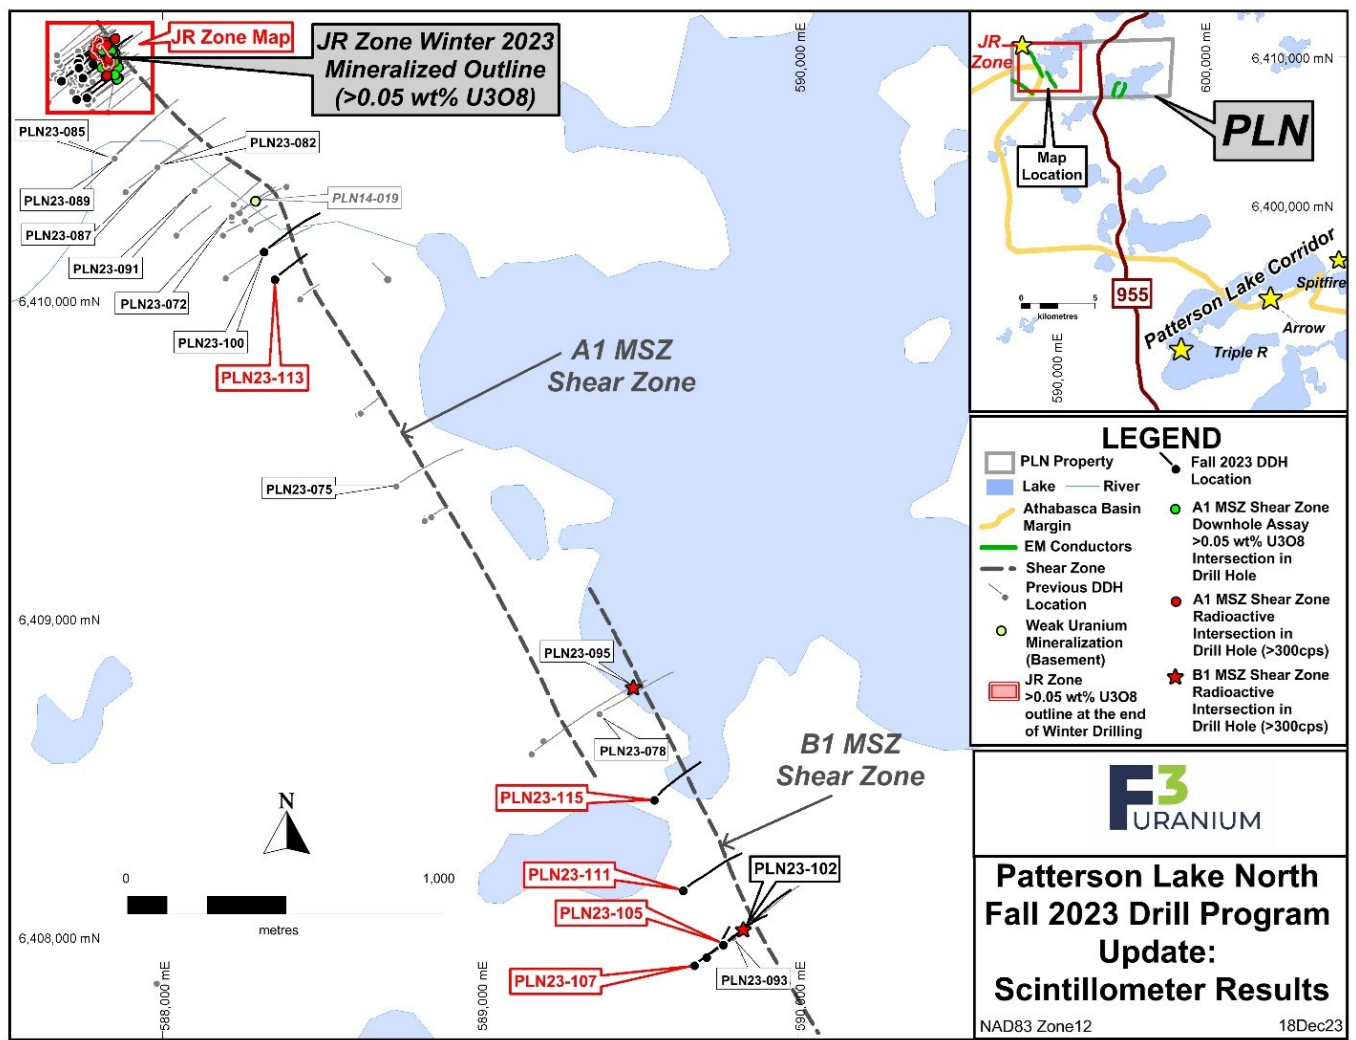 JR Zone Map
JR Zone Winter 2023
Mineralized Outline
(>0.05 wt% U3O8)
590,000 mE
PLN23-085
PLN23-082
PLN23-089
PLN14-019
PLN23-087
PLN23-091
PLN23-072
6,410,000 mN
PLN23-100
PLN23-113
A1 MSZ
Shear Zone
PLN23-075
6,409,000 mN
PLN23-095
PLN23-078
B1 MSZ
Shear Zone
PLN23-115
N
0
1,000
metres
PLN23-111
PLN23-102
PLN23-105
6,408,000 mN
PLN23-107
PLN23-093
588,000 mE
589,000 mE
590,000 mE
JR
Zone
600,000 mE
6,410,000 mN
PLN
Map
Location
6,400,000 mN
Patterson Lake Corridor
Spitfire
955
0
5
kilometres
Arrow
Triple R
590,000 mE
LEGEND
PLN Property
Lake
River
Athabasca Basin
Margin
EM Conductors
Shear Zone
Previous DDH
Location
Weak Uranium
Mineralization
(Basement)
JR Zone
>0.05 wt% U3O8
outline at the end
of Winter Drilling
Fall 2023 DDH
Location
A1 MSZ Shear Zone
Downhole Assay
>0.05 wt% U3O8
Intersection in
Drill Hole
A1 MSZ Shear Zone
Radioactive
Intersection in
Drill Hole (>300cps)
B1 MSZ Shear Zone
Radioactive
Intersection in
Drill Hole (>300cps)
F3
URANIUM
Patterson Lake North
Fall 2023 Drill Program
Update:
Scintillometer Results
NAD83 Zone12
18Dec23